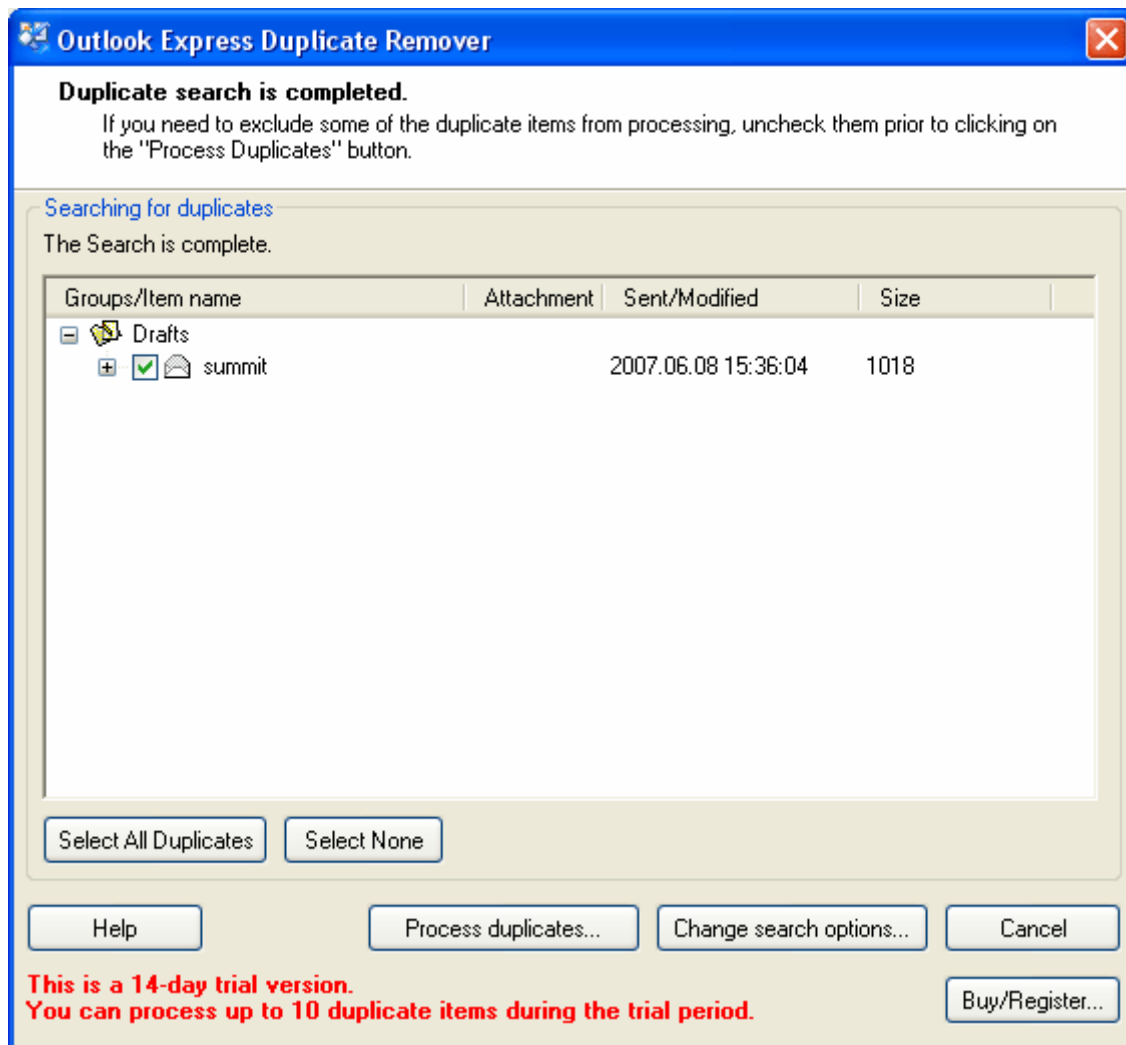 Outlook Express Duplicate Remover
Duplicate search is completed.
If you need to exclude some of the duplicate items from processing, uncheck them prior to clicking on
the "Process Duplicates" button.
Searching for duplicates
The Search is complete.
Groups/Item name Attachment Sent/Modified Size
Drafts
summit 2007.06.08 15:36:04 1018
Select All Duplicates Select None
Help Process duplicates... Change search options... Cancel
This is a 14-day trial version.
You can process up to 10 duplicate items during the trial period.
Buy/Register...